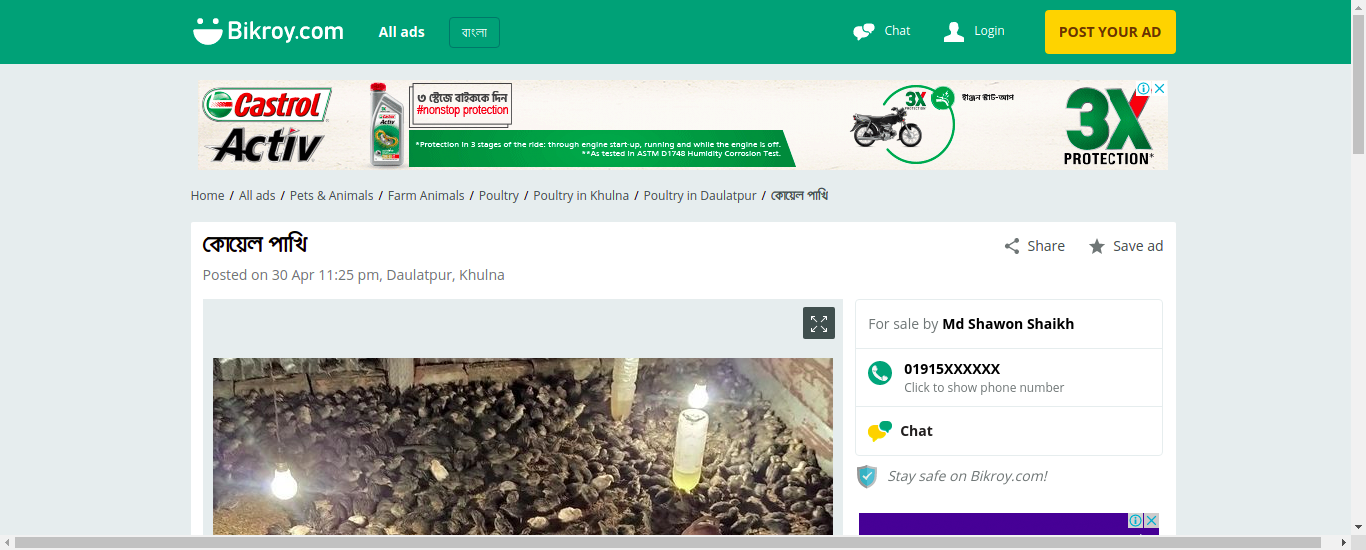 Bikroy.com
All ads
বাংলা
Chat
Login
POST YOUR AD
Castrol
Activ
৩ স্টেজে বাইককে দিন
#nonstop protection
*Protection in 3 stages of the ride: through engine start-up, running and while the engine is off.
**As tested in ASTM D1748 Humidity Corrosion Test.
3X
PROTECTION
ইঞ্জিন স্টার্ট-আপ
3X
PROTECTION*
Home / All ads / Pets & Animals / Farm Animals / Poultry / Poultry in Khulna / Poultry in Daulatpur / কোয়েল পাখি
কোয়েল পাখি
Share
Save ad
Posted on 30 Apr 11:25 pm, Daulatpur, Khulna
For sale by Md Shawon Shaikh
01915XXXXXX
Click to show phone number
Chat
Stay safe on Bikroy.com!